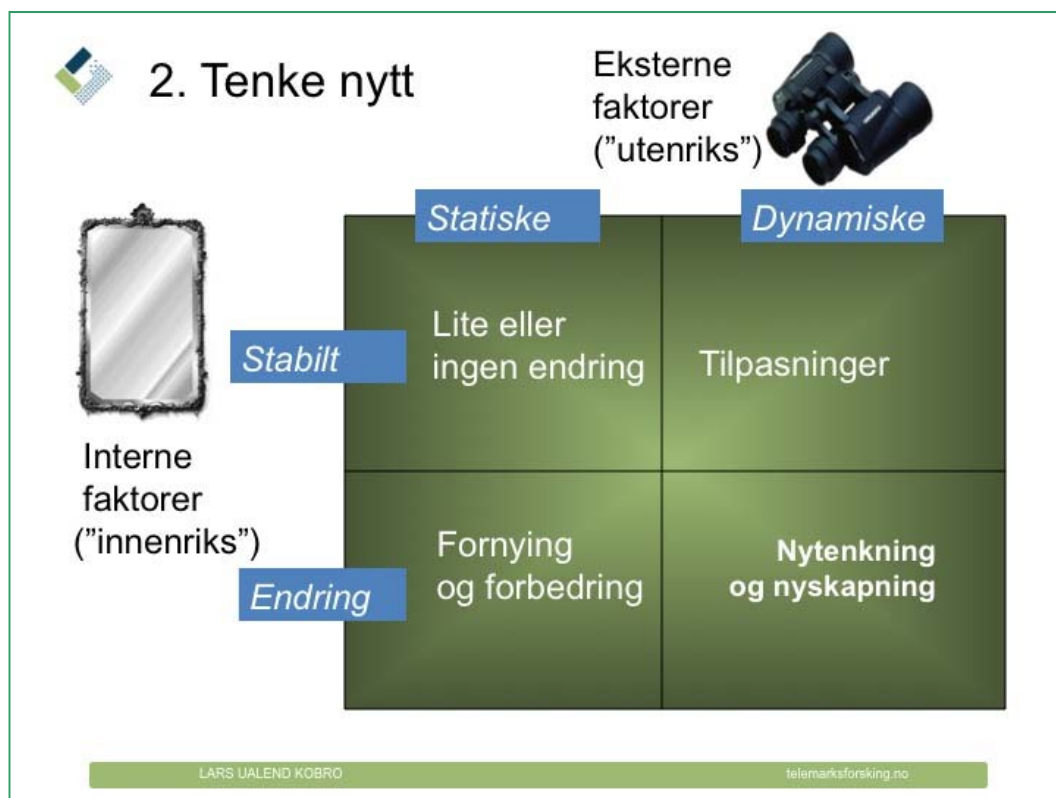 2. Tenke nytt
Eksterne
faktorer
("utenriks")
Statiske
Dynamiske
Stabilt
Lite eller
ingen endring
Tilpasninger
Interne
faktorer
("innenriks")
Endring
Fornying
og forbedring
Nytenkning
og nyskapning
LARS UALEND KOBRO
telemarksforsking.no